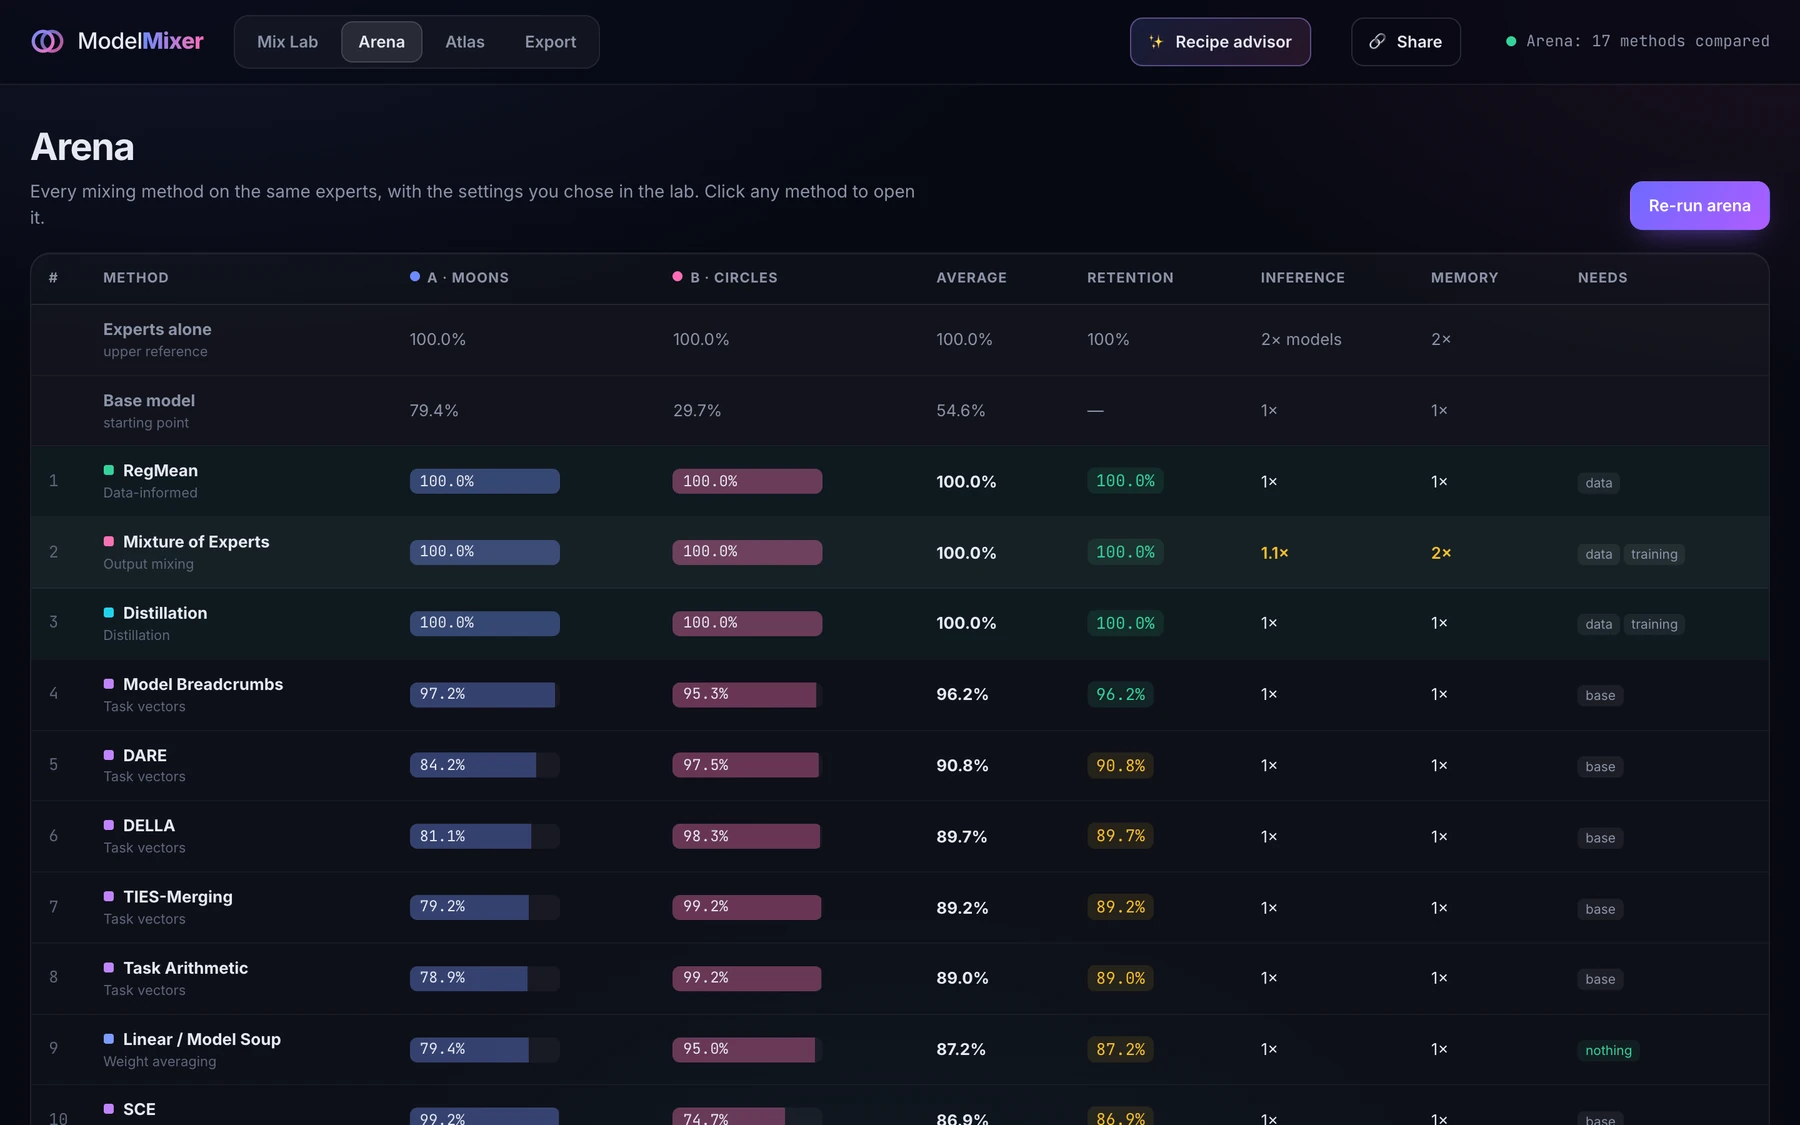 ModelMixer
Mix Lab Arena Atlas Export
✨ Recipe advisor
🔗 Share
Arena: 17 methods compared
Arena
Every mixing method on the same experts, with the settings you chose in the lab. Click any method to open
it.
Re-run arena
# METHOD A · MOONS B · CIRCLES AVERAGE RETENTION INFERENCE MEMORY NEEDS
Experts alone
upper reference
100.0% 100.0% 100.0% 100% 2× models 2×
Base model
starting point
79.4% 29.7% 54.6% — 1× 1×
1 RegMean
Data-informed
100.0% 100.0% 100.0% 100.0% 1× 1× data
2 Mixture of Experts
Output mixing
100.0% 100.0% 100.0% 100.0% 1.1× 2× data training
3 Distillation
Distillation
100.0% 100.0% 100.0% 100.0% 1× 1× data training
4 Model Breadcrumbs
Task vectors
97.2% 95.3% 96.2% 96.2% 1× 1× base
5 DARE
Task vectors
84.2% 97.5% 90.8% 90.8% 1× 1× base
6 DELLA
Task vectors
81.1% 98.3% 89.7% 89.7% 1× 1× base
7 TIES-Merging
Task vectors
79.2% 99.2% 89.2% 89.2% 1× 1× base
8 Task Arithmetic
Task vectors
78.9% 99.2% 89.0% 89.0% 1× 1× base
9 Linear / Model Soup
Weight averaging
79.4% 95.0% 87.2% 87.2% 1× 1× nothing
10 SCE
99.2% 74.7% 86.9% 86.9% 1× 1× base